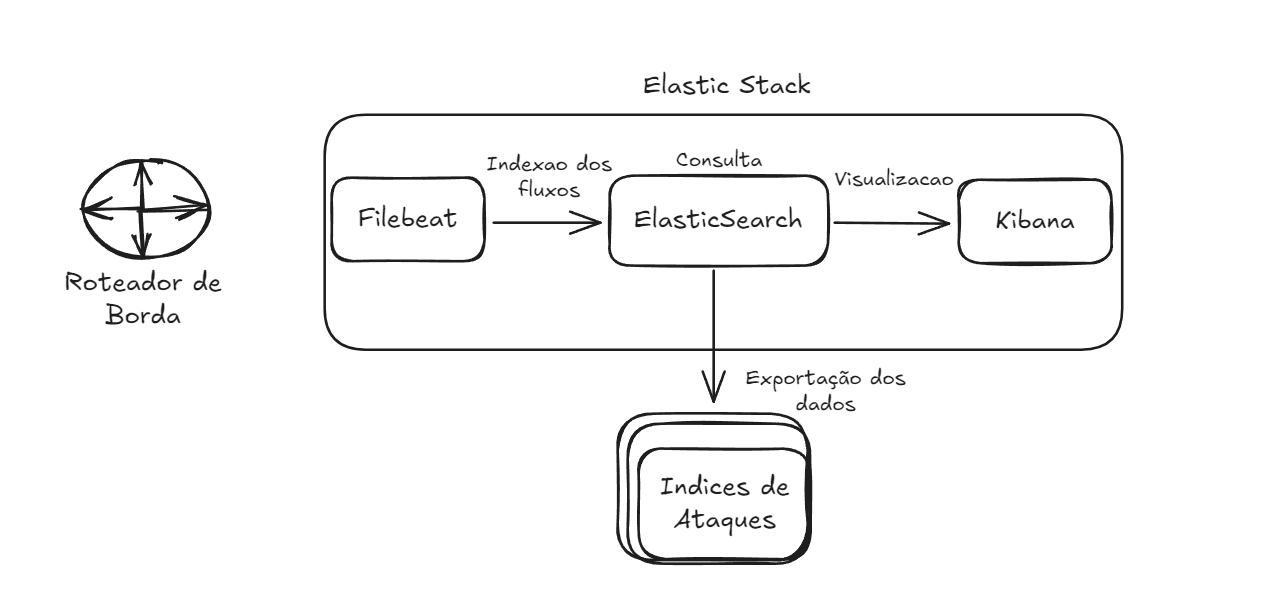 Elastic Stack
Indexao dos
fluxos
Consulta
Visualizacao
Filebeat
ElasticSearch
Kibana
Roteador de
Borda
Exportação dos
dados
Indices de
Ataques